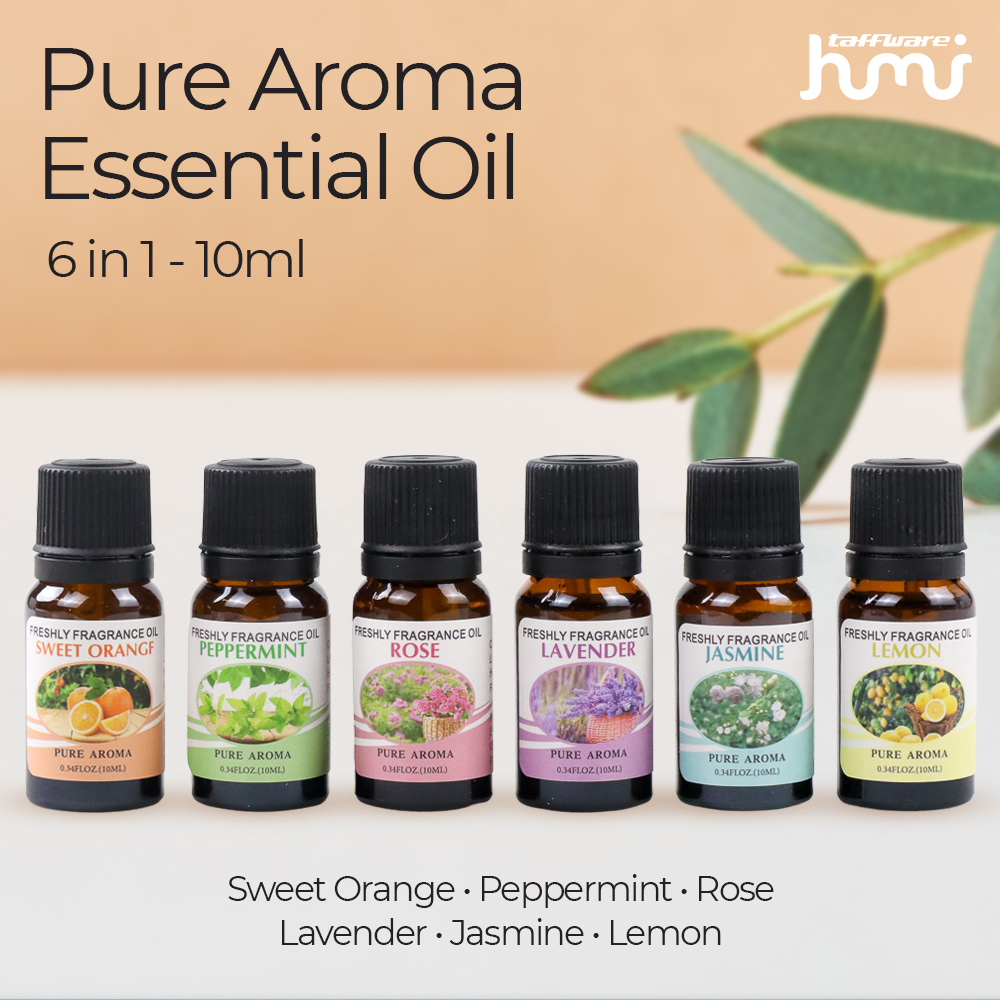 Pure Aroma
Essential Oil
6 in 1 - 10ml
taffware
humi
FRESHLY FRAGRANCE OIL
SWEET ORANGE
PURE AROMA
0.34FLOZ.(10ML)
FRESHLY FRAGRANCE OIL
PEPPERMINT
PURE AROMA
0.34FLOZ.(10ML)
FRESHLY FRAGRANCE OIL
ROSE
PURE AROMA
0.34FLOZ.(10ML)
FRESHLY FRAGRANCE OIL
LAVENDER
PURE AROMA
0.34FLOZ.(10ML)
FRESHLY FRAGRANCE OIL
JASMINE
PURE AROMA
0.34FLOZ.(10ML)
FRESHLY FRAGRANCE OIL
LEMON
PURE AROMA
0.34FLOZ.(10ML)
Sweet Orange • Peppermint • Rose
Lavender • Jasmine • Lemon